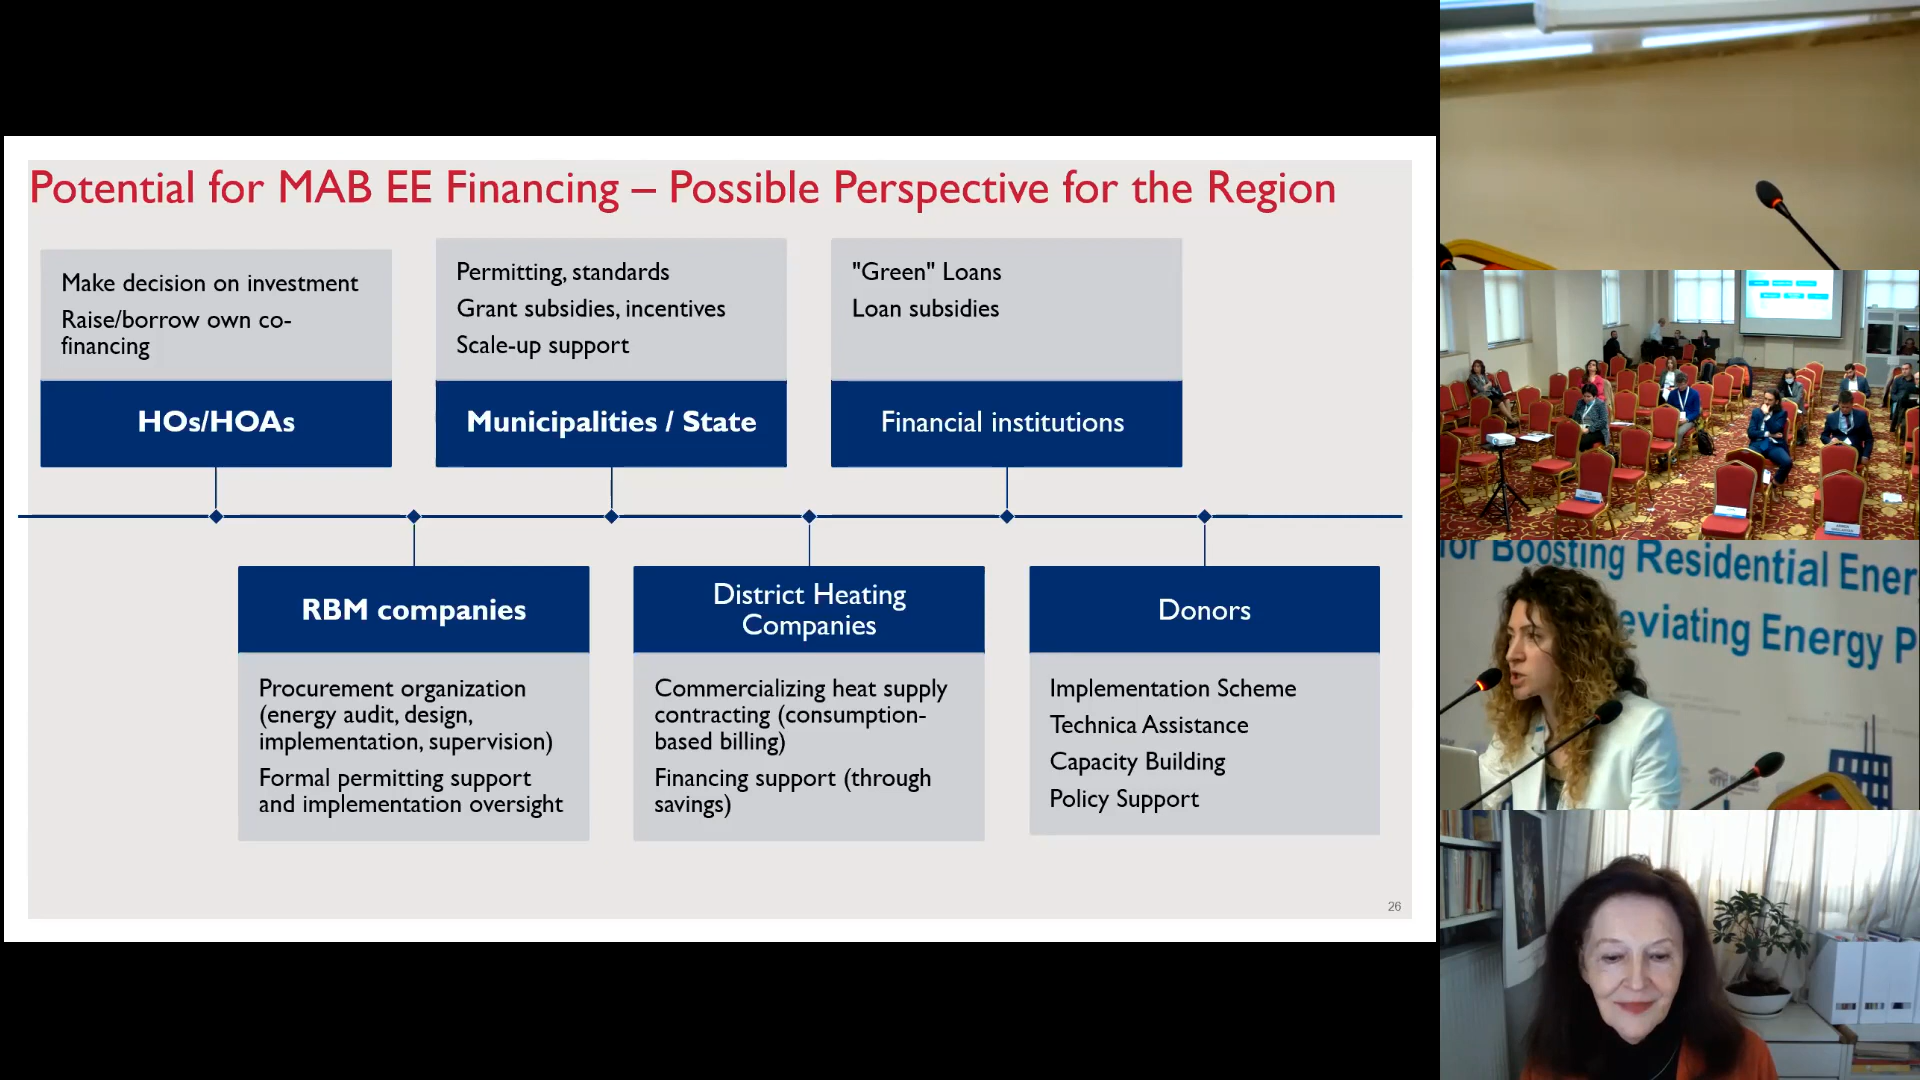 Potential for MAB EE Financing – Possible Perspective for the Region
Make decision on investment
Raise/borrow own co-
financing
HOs/HOAs
Permitting, standards
Grant subsidies, incentives
Scale-up support
Municipalities / State
"Green" Loans
Loan subsidies
Financial institutions
RBM companies
Procurement organization
(energy audit, design,
implementation, supervision)
Formal permitting support
and implementation oversight
District Heating
Companies
Commercializing heat supply
contracting (consumption-
based billing)
Financing support (through
savings)
Donors
Implementation Scheme
Technica Assistance
Capacity Building
Policy Support
26
for Boosting Residential Ener
eviating Energy P